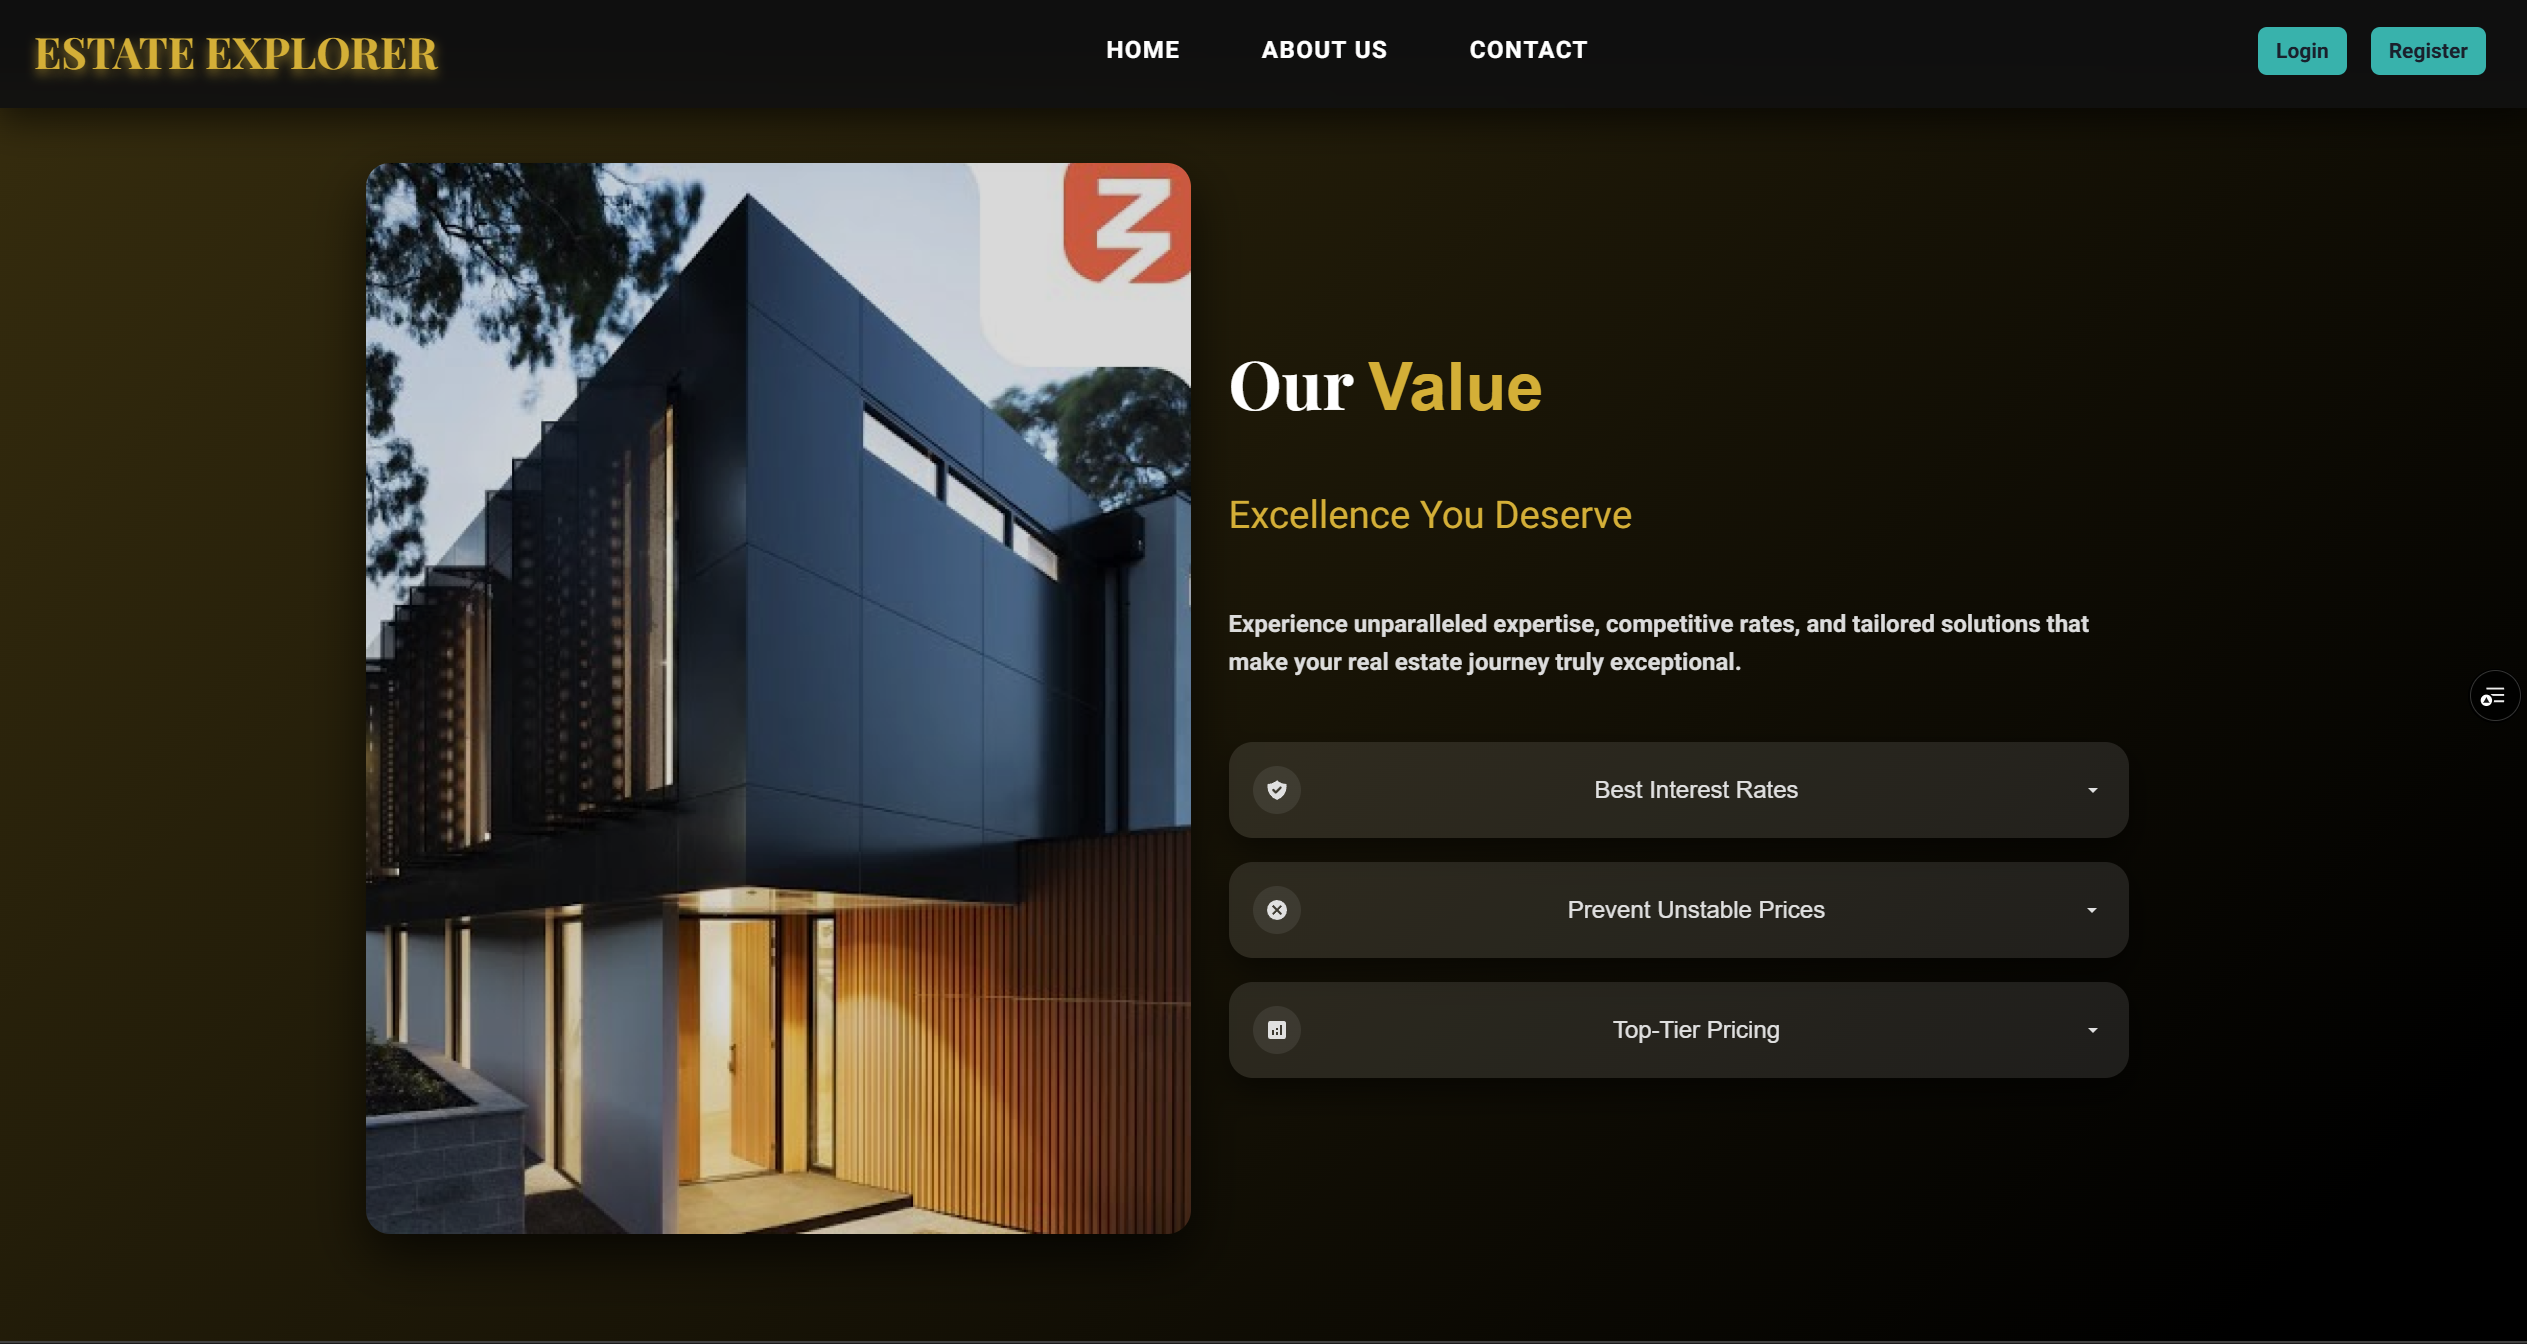 ESTATE EXPLORER
HOME
ABOUT US
CONTACT
Login
Register
Our Value
Excellence You Deserve
Experience unparalleled expertise, competitive rates, and tailored solutions that
make your real estate journey truly exceptional.
Best Interest Rates
Prevent Unstable Prices
Top-Tier Pricing